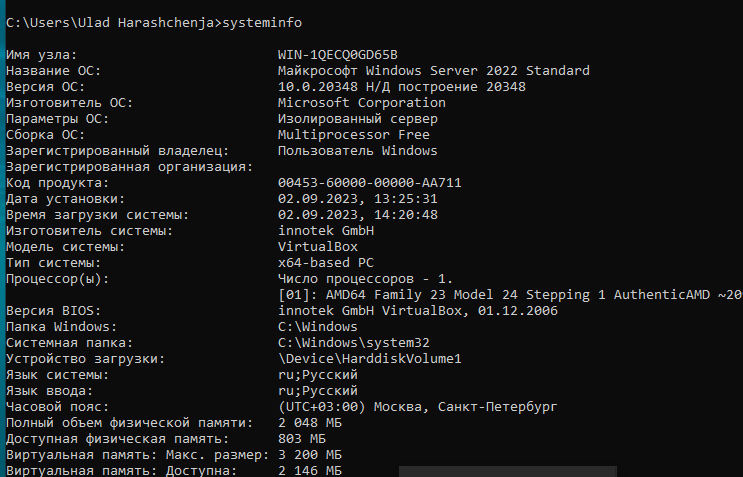 C:\Users\Ulad Harashchenja>systeminfo
Имя узла: WIN-1QECQ0GD65B
Название ОС: Майкрософт Windows Server 2022 Standard
Версия ОС: 10.0.20348 Н/Д построение 20348
Изготовитель ОС: Microsoft Corporation
Параметры ОС: Изолированный сервер
Сборка ОС: Multiprocessor Free
Зарегистрированный владелец: Пользователь Windows
Зарегистрированная организация:
Код продукта: 00453-60000-00000-AA711
Дата установки: 02.09.2023, 13:25:31
Время загрузки системы: 02.09.2023, 14:20:48
Изготовитель системы: innotek GmbH
Модель системы: VirtualBox
Тип системы: x64-based PC
Процессор(ы): Число процессоров - 1.
[01]: AMD64 Family 23 Model 24 Stepping 1 AuthenticAMD ~20
Версия BIOS: innotek GmbH VirtualBox, 01.12.2006
Папка Windows: C:\Windows
Системная папка: C:\Windows\system32
Устройство загрузки: \Device\HarddiskVolume1
Язык системы: ru;Русский
Язык ввода: ru;Русский
Часовой пояс: (UTC+03:00) Москва, Санкт-Петербург
Полный объем физической памяти: 2 048 МБ
Доступная физическая память: 803 МБ
Виртуальная память: Макс. размер: 3 200 МБ
Виртуальная память: Доступна: 2 146 МБ